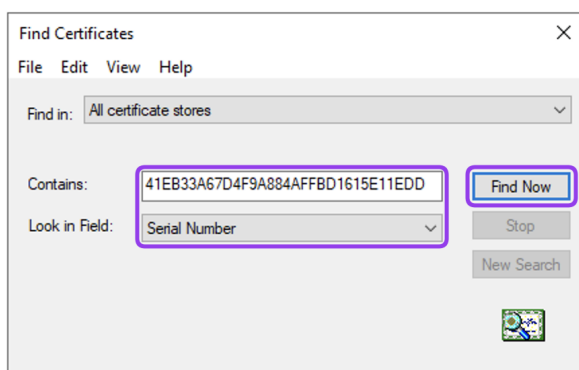 Find Certificates
File Edit View Help
Find in: All certificate stores
Contains: 41EB33A67D4F9A884AFFBD1615E11EDD Find Now
Look in Field: Serial Number Stop
New Search